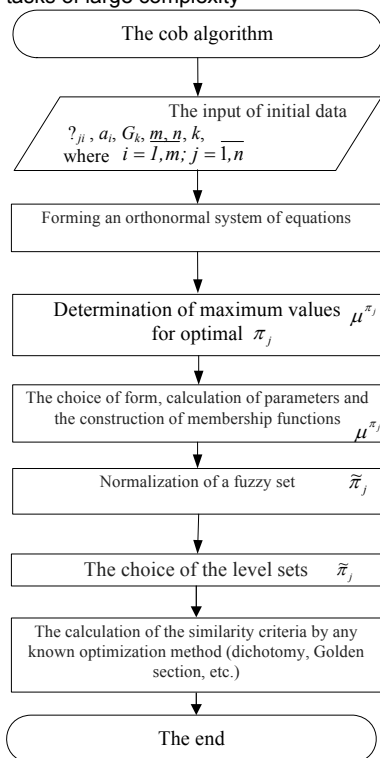 tasks of large complexity
The cob algorithm
The input of initial data
?ji , ai, Gk, m, n, k,
where i = 1,m; j = 1,n
Forming an orthonormal system of equations
Determination of maximum values μ^πj
for optimal πj
The choice of form, calculation of parameters and
the construction of membership functions
μ^πj
Normalization of a fuzzy set π̃j
The choice of the level sets π̃j
The calculation of the similarity criteria by any
known optimization method (dichotomy, Golden
section, etc.)
The end